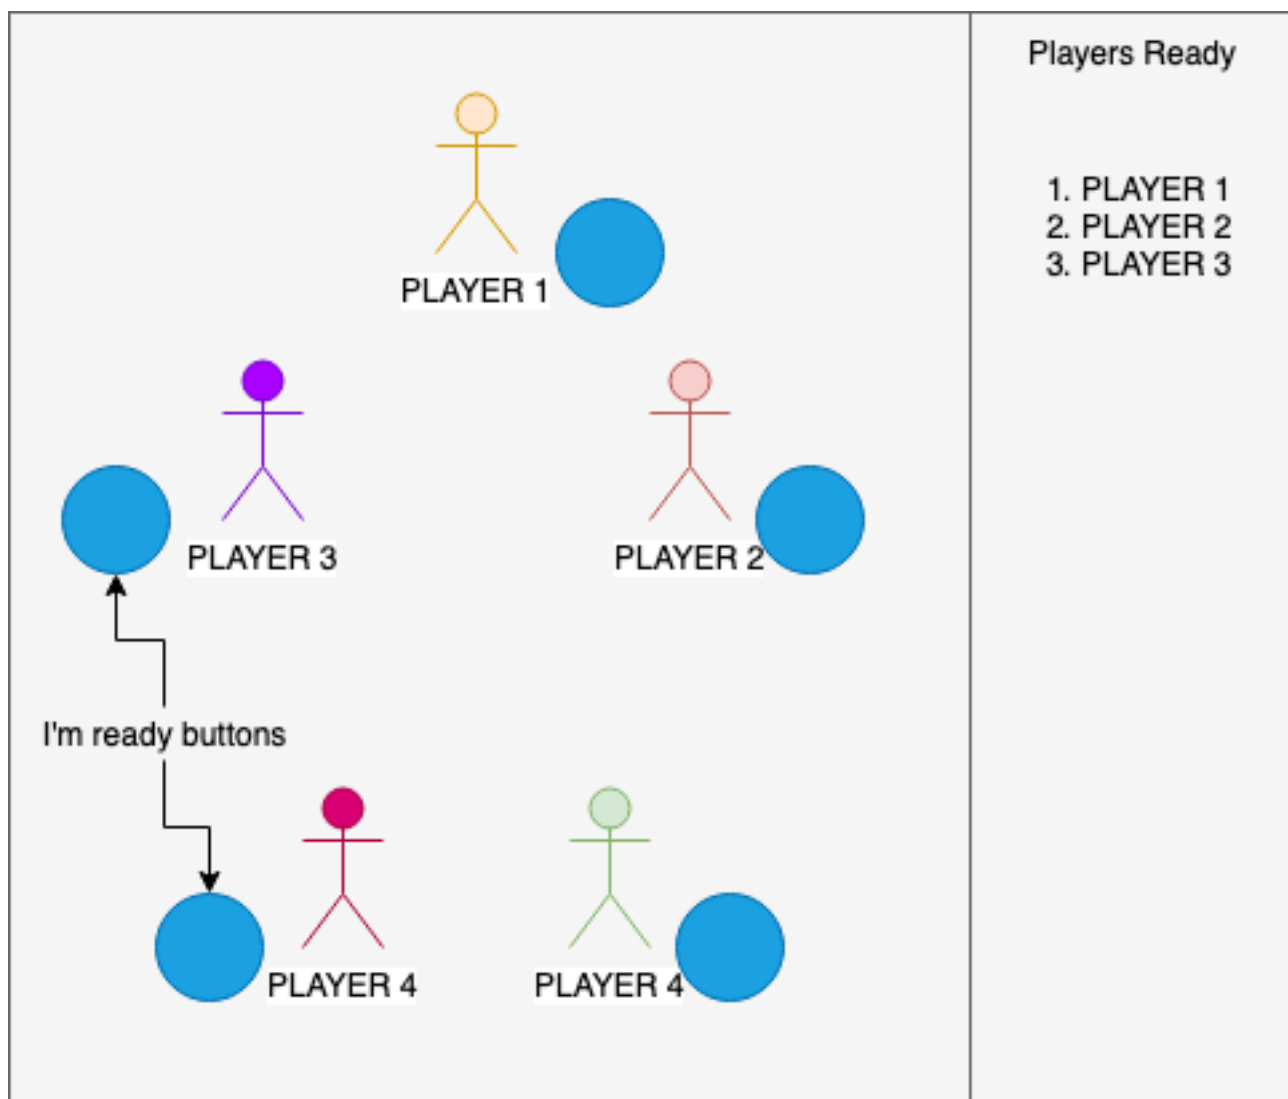 Players Ready
1. PLAYER 1
2. PLAYER 2
3. PLAYER 3
PLAYER 1
PLAYER 3
PLAYER 2
I'm ready buttons
PLAYER 4
PLAYER 4